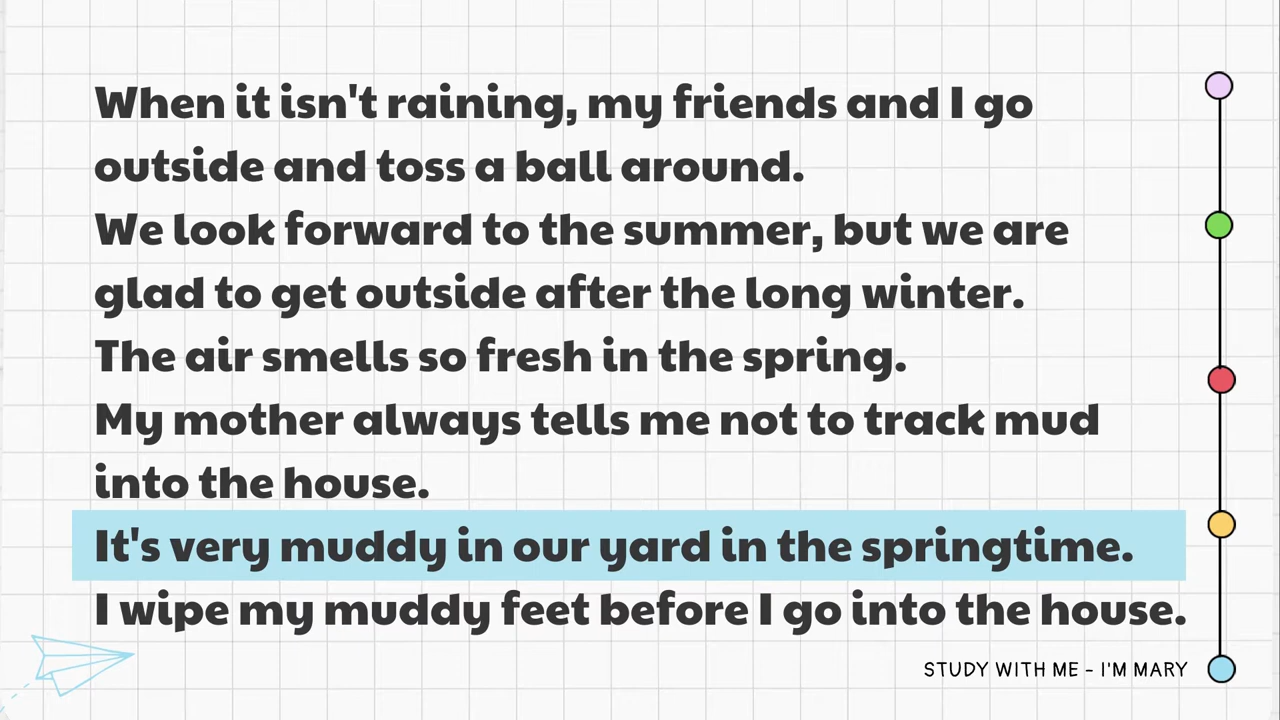 When it isn't raining, my friends and I go
outside and toss a ball around.
We look forward to the summer, but we are
glad to get outside after the long winter.
The air smells so fresh in the spring.
My mother always tells me not to track mud
into the house.
It's very muddy in our yard in the springtime.
I wipe my muddy feet before I go into the house.
STUDY WITH ME - I'M MARY